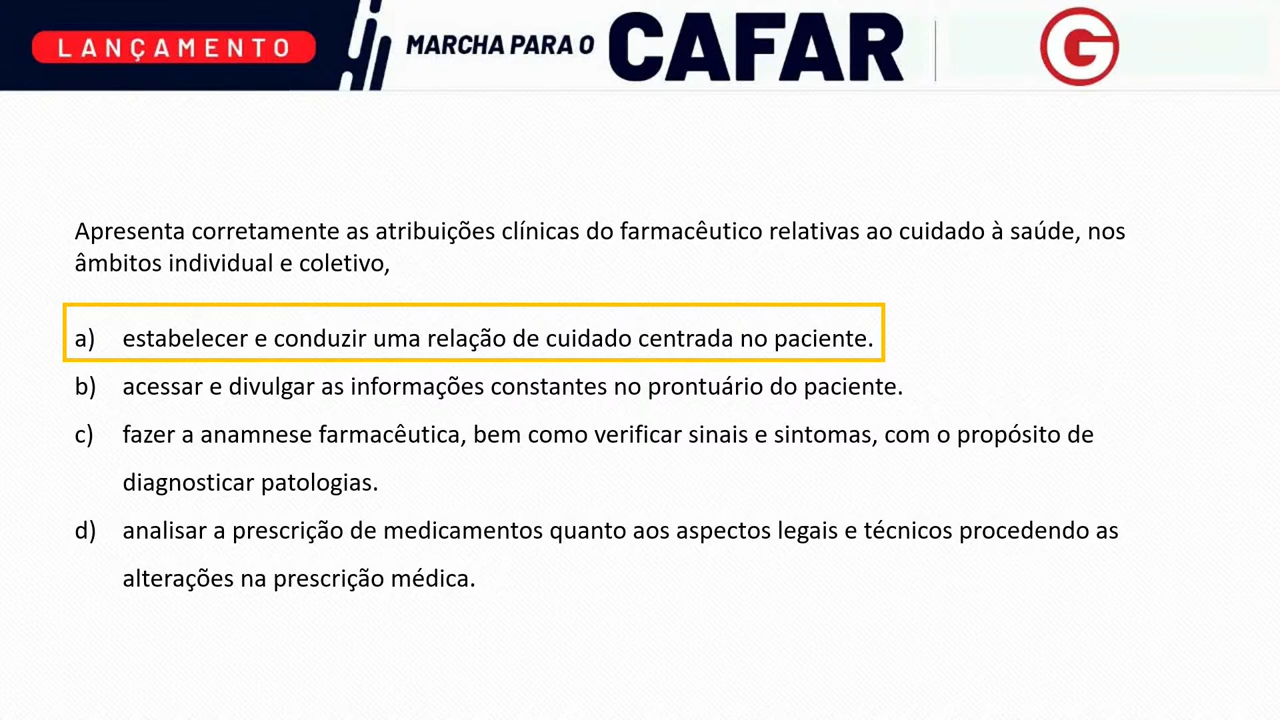 LANÇAMENTO
MARCHA PARA O CAFAR
G
Apresenta corretamente as atribuições clínicas do farmacêutico relativas ao cuidado à saúde, nos
âmbitos individual e coletivo,
a) estabelecer e conduzir uma relação de cuidado centrada no paciente.
b) acessar e divulgar as informações constantes no prontuário do paciente.
c) fazer a anamnese farmacêutica, bem como verificar sinais e sintomas, com o propósito de
diagnosticar patologias.
d) analisar a prescrição de medicamentos quanto aos aspectos legais e técnicos procedendo as
alterações na prescrição médica.